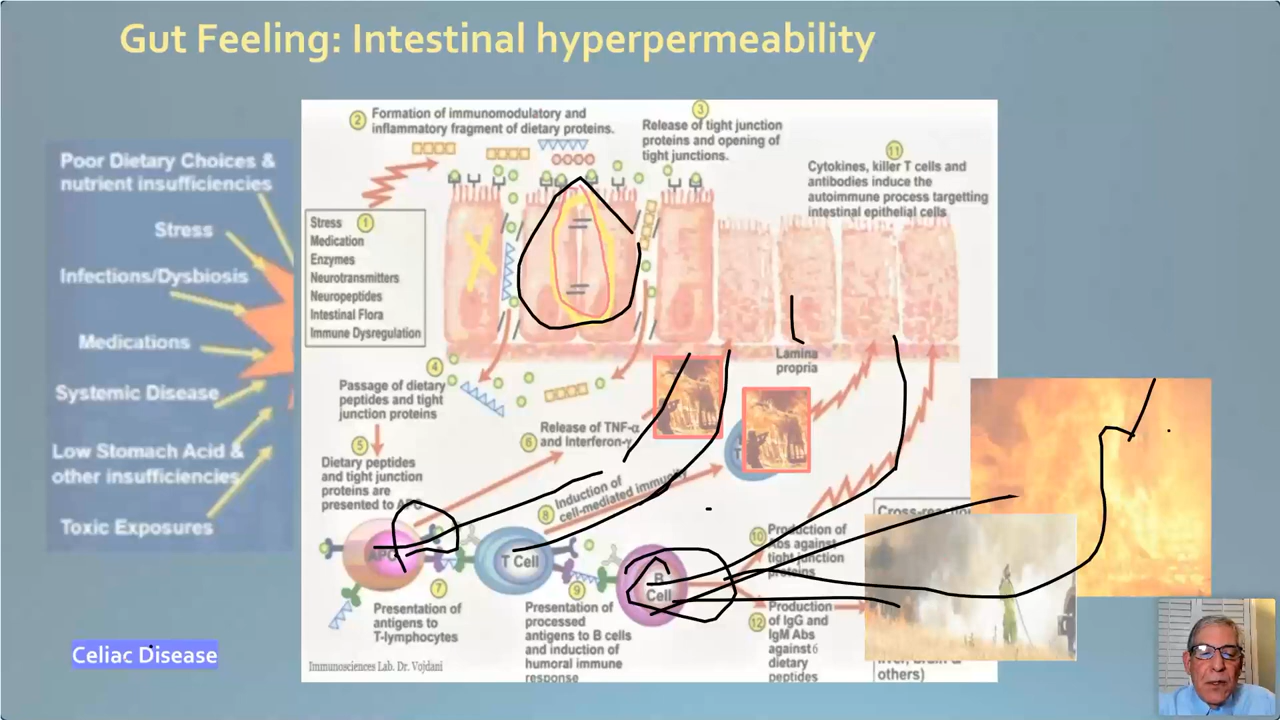 Gut Feeling: Intestinal hyperpermeability
Poor Dietary Choices &
nutrient insufficiencies
Stress
Infections/Dysbiosis
Medications
Systemic Disease
Low Stomach Acid &
other insufficiencies
Toxic Exposures
Celiac Disease
2
Formation of immunomodulatory and
inflammatory fragment of dietary proteins.
3
Release of tight junction
proteins and opening of
tight junctions.
11
Cytokines, killer T cells and
antibodies induce the
autoimmune process targetting
intestinal epithelial cells
Stress 1
Medication
Enzymes
Neurotransmitters
Neuropeptides
Intestinal Flora
Immune Dysregulation
Lamina
propria
4
Passage of dietary
peptides and tight
junction proteins
5
Dietary peptides
and tight junction
proteins are
presented to APC
6
Release of TNF-α
and Interferon-γ
8
Induction of
cell-mediated immunity
T Cell
B
Cell
7
Presentation of
antigens to
T-lymphocytes
9
Presentation of
processed
antigens to B cells
and induction of
humoral immune
response
10
Production of
Abs against
tight junction
proteins
12
Production
of IgG and
IgM Abs
against 6
dietary
peptides
liver, brain &
others)
Immunosciences Lab. Dr. Vojdani